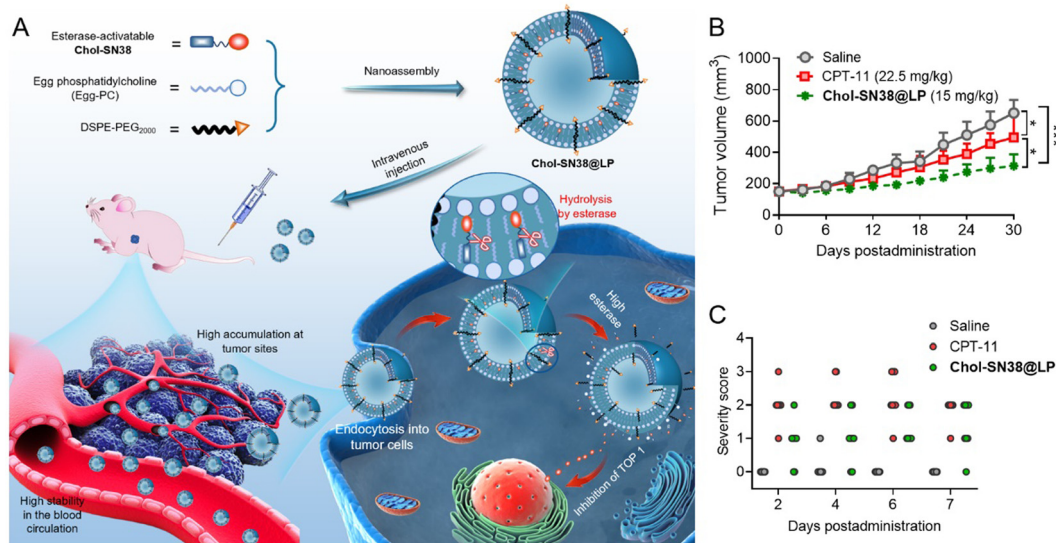 A
Esterase-activatable
Chol-SN38
=
Egg phosphatidylcholine
(Egg-PC)
=
DSPE-PEG2000
=
Nanoassembly
Chol-SN38@LP
Intravenous
injection
Hydrolysis
by esterase
High
esterase
High accumulation at
tumor sites
Endocytosis into
tumor cells
Inhibition of TOP 1
High stability
in the blood
circulation
B
Saline
CPT-11 (22.5 mg/kg)
Chol-SN38@LP (15 mg/kg)
Tumor volume (mm3)
1000
800
600
400
200
0
*
*
***
0 6 12 18 24 30
Days postadministration
C
Saline
CPT-11
Chol-SN38@LP
Severity score
4
3
2
1
0
2 4 6 7
Days postadministration